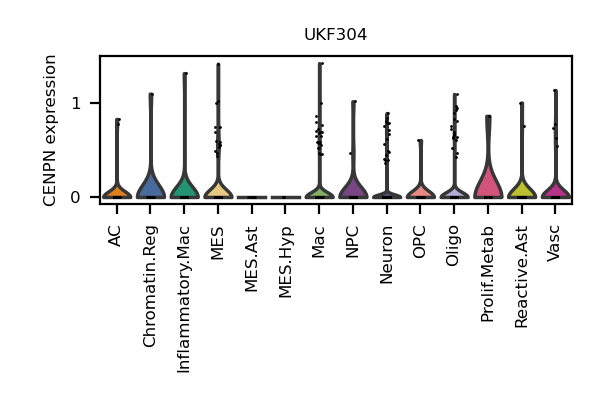 UKF304
CENPN expression
1
0
AC
Chromatin.Reg
Inflammatory.Mac
MES
MES.Ast
MES.Hyp
Mac
NPC
Neuron
OPC
Oligo
Prolif.Metab
Reactive.Ast
Vasc